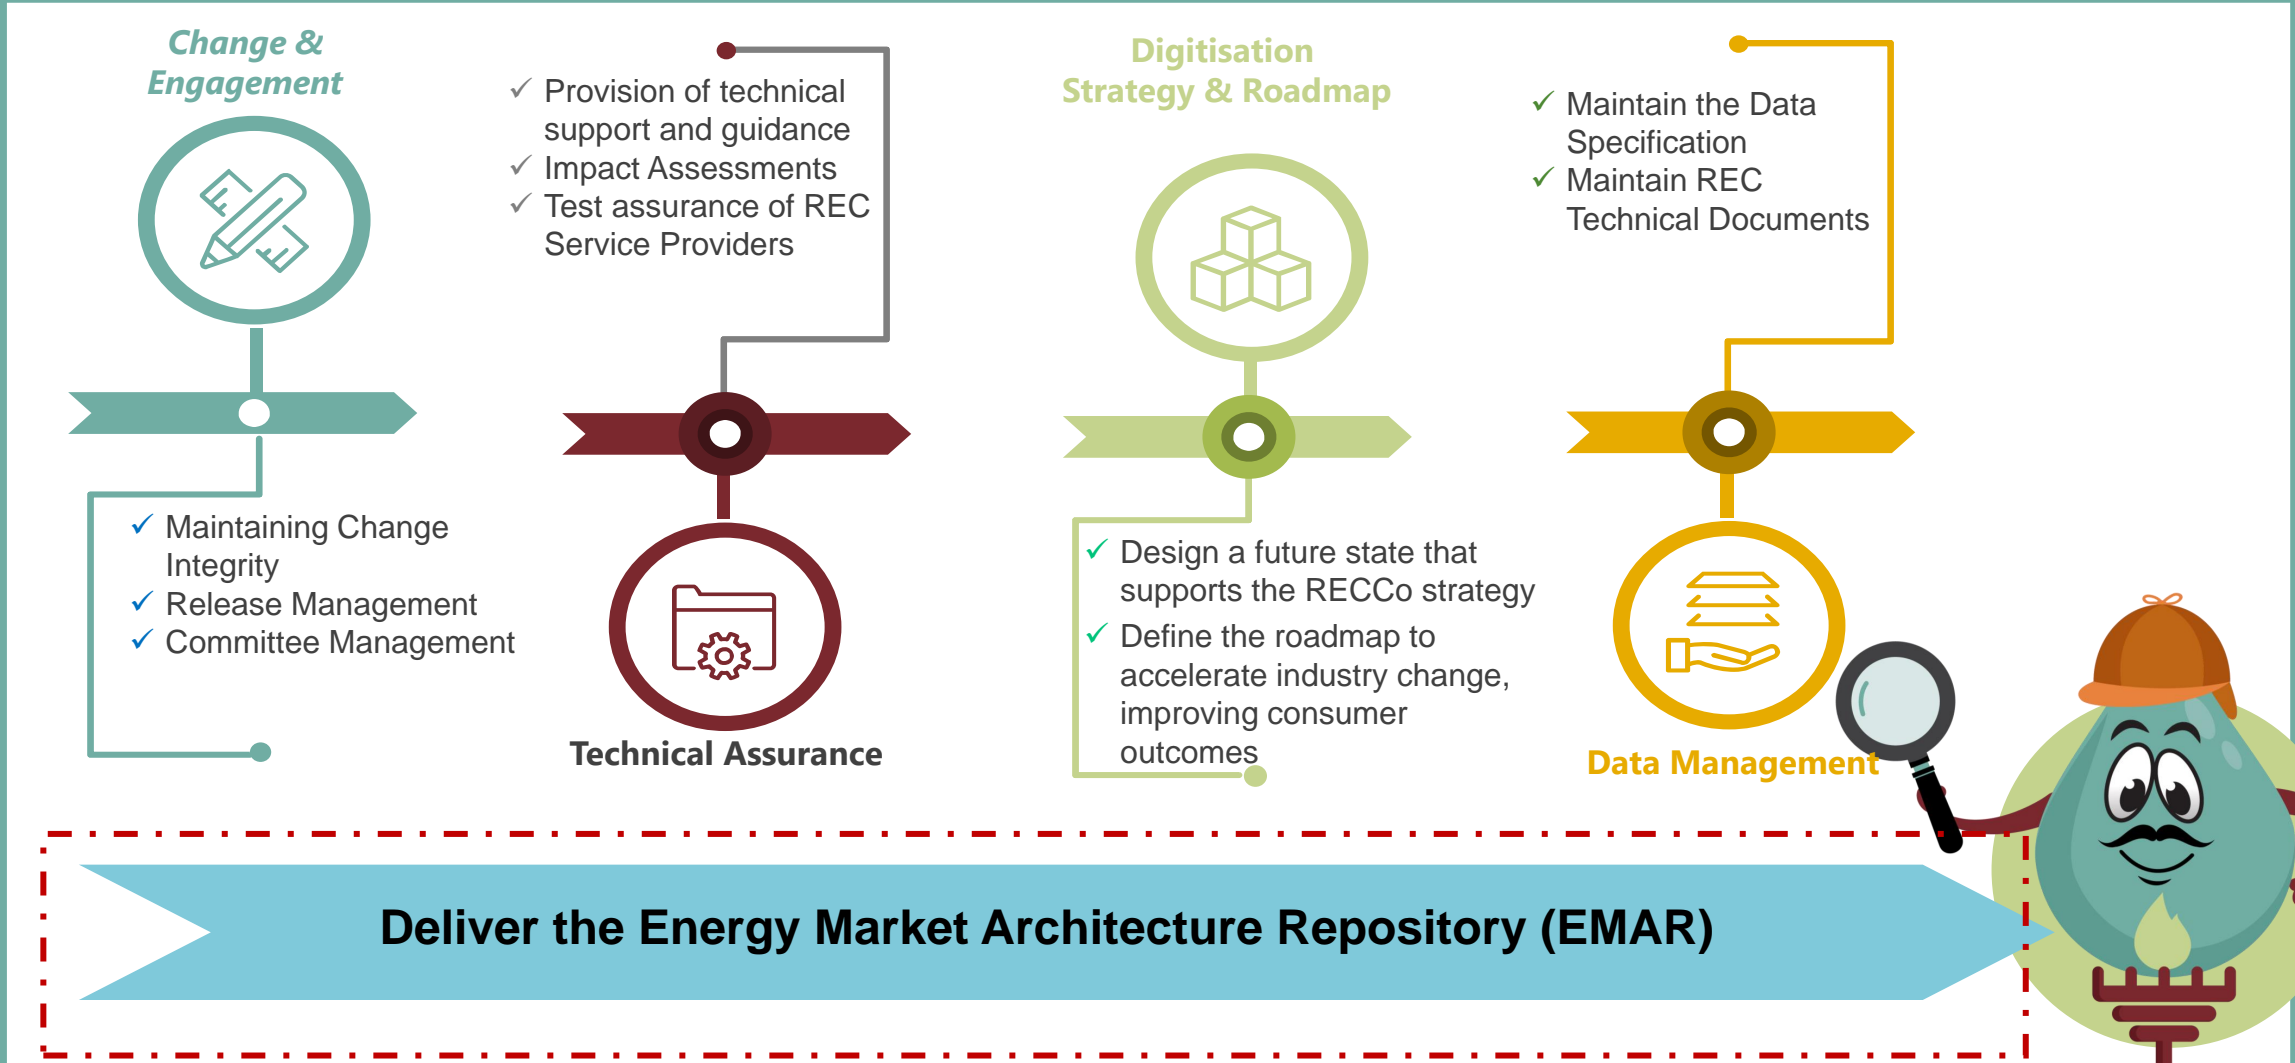 Change &
Engagement
Maintaining Change
Integrity
Release Management
Committee Management
Provision of technical
support and guidance
Impact Assessments
Test assurance of REC
Service Providers
Technical Assurance
Digitisation
Strategy & Roadmap
Design a future state that
supports the RECCo strategy
Define the roadmap to
accelerate industry change,
improving consumer
outcomes
Maintain the Data
Specification
Maintain REC
Technical Documents
Data Management
Deliver the Energy Market Architecture Repository (EMAR)